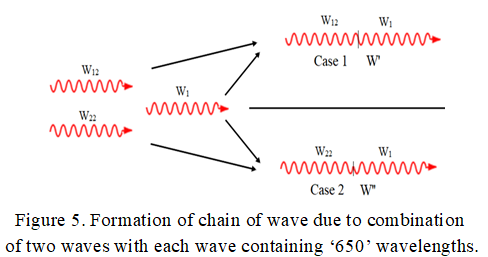 W12 W1
Case 1 W'
W12
W1
W22
W22 W1
Case 2 W"
Figure 5. Formation of chain of wave due to combination
of two waves with each wave containing ‘650’ wavelengths.